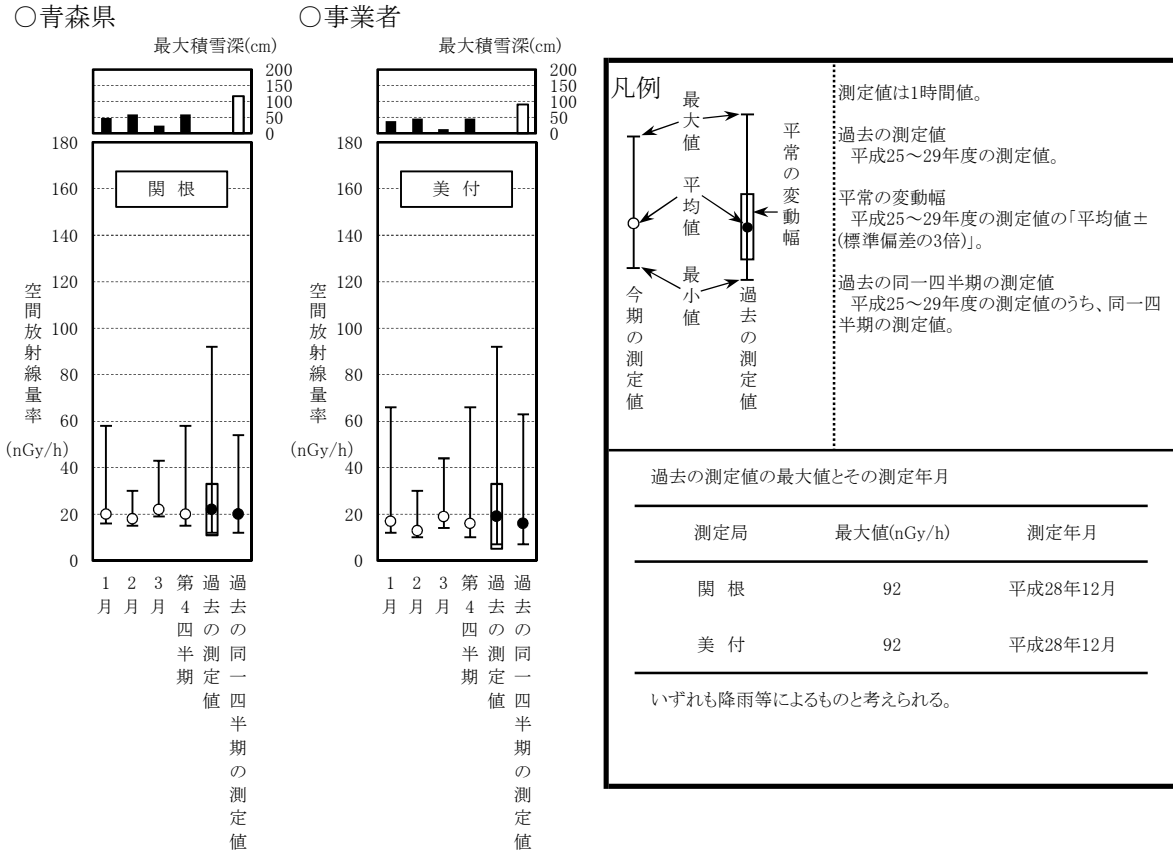 ○青森県
最大積雪深(cm)
200
150
100
50
0
180
160
140
120
100
80
60
40
20
0
関 根
空間放射線量率
(nGy/h)
1月
2月
3月
第4四半期
過去の測定値
過去の同一四半期の測定値
○事業者
最大積雪深(cm)
200
150
100
50
0
180
160
140
120
100
80
60
40
20
0
美 付
空間放射線量率
(nGy/h)
1月
2月
3月
第4四半期
過去の測定値
過去の同一四半期の測定値
凡例
最大値
平均値
最小値
平常の変動幅
今期の測定値
過去の測定値
測定値は1時間値。
過去の測定値
平成25～29年度の測定値。
平常の変動幅
平成25～29年度の測定値の「平均値±
(標準偏差の3倍)」。
過去の同一四半期の測定値
平成25～29年度の測定値のうち、同一四
半期の測定値。
過去の測定値の最大値とその測定年月
測定局 最大値(nGy/h) 測定年月
関 根 92 平成28年12月
美 付 92 平成28年12月
いずれも降雨等によるものと考えられる。